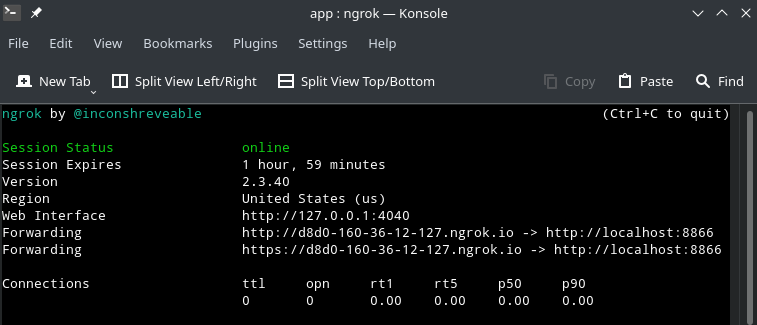 app : ngrok — Konsole
File Edit View Bookmarks Plugins Settings Help
New Tab Split View Left/Right Split View Top/Bottom Copy Paste Find
ngrok by @inconshreveable (Ctrl+C to quit)
Session Status online
Session Expires 1 hour, 59 minutes
Version 2.3.40
Region United States (us)
Web Interface http://127.0.0.1:4040
Forwarding http://d8d0-160-36-12-127.ngrok.io -> http://localhost:8866
Forwarding https://d8d0-160-36-12-127.ngrok.io -> http://localhost:8866
Connections ttl opn rt1 rt5 p50 p90
0 0 0.00 0.00 0.00 0.00